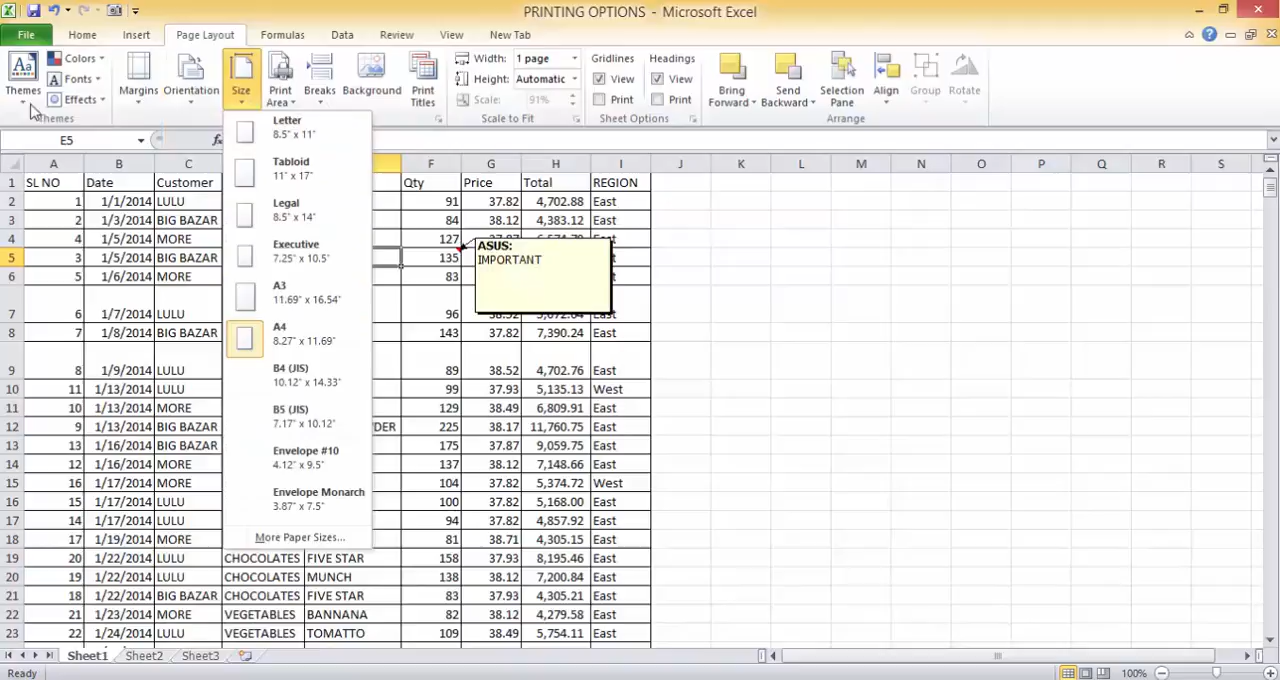 PRINTING OPTIONS - Microsoft Excel
File Home Insert Page Layout Formulas Data Review View New Tab
Themes Colors Fonts Effects Themes
Margins Orientation Size Print Area Breaks Background Print Titles
Width: 1 page
Height: Automatic
Scale: 91%
Scale to Fit
Gridlines View Print
Headings View Print
Sheet Options
Bring Forward Send Backward Selection Pane Align Group Rotate
Arrange
E5 fx
Letter
8.5" x 11"
Tabloid
11" x 17"
Legal
8.5" x 14"
Executive
7.25" x 10.5"
A3
11.69" x 16.54"
A4
8.27" x 11.69"
B4 (JIS)
10.12" x 14.33"
B5 (JIS)
7.17" x 10.12"
Envelope #10
4.12" x 9.5"
Envelope Monarch
3.87" x 7.5"
More Paper Sizes...
A B C F G H I J K L M N O P Q R S
1 SL NO Date Customer Qty Price Total REGION
2 1 1/1/2014 LULU 91 37.82 4,702.88 East
3 2 1/3/2014 BIG BAZAR 84 38.12 4,383.12 East
4 4 1/5/2014 MORE 127
5 3 1/5/2014 BIG BAZAR 135
6 5 1/6/2014 MORE 83
ASUS:
IMPORTANT
7 6 1/7/2014 LULU 96 East
8 7 1/8/2014 BIG BAZAR 143 37.82 7,390.24 East
9 8 1/9/2014 LULU 89 38.52 4,702.76 East
10 11 1/13/2014 LULU 99 37.93 5,135.13 West
11 10 1/13/2014 MORE 129 38.49 6,809.91 East
12 9 1/13/2014 BIG BAZAR DER 225 38.17 11,760.75 East
13 13 1/16/2014 BIG BAZAR 175 37.87 9,059.75 East
14 12 1/16/2014 MORE 137 38.12 7,148.66 East
15 16 1/17/2014 MORE 104 37.82 5,374.72 West
16 15 1/17/2014 LULU 100 37.82 5,168.00 East
17 14 1/17/2014 LULU 94 37.82 4,857.92 East
18 17 1/19/2014 MORE 81 38.71 4,305.15 East
19 20 1/22/2014 LULU CHOCOLATES FIVE STAR 158 37.93 8,195.46 East
20 19 1/22/2014 LULU CHOCOLATES MUNCH 138 38.12 7,200.84 East
21 18 1/22/2014 BIG BAZAR CHOCOLATES FIVE STAR 83 37.93 4,305.21 East
22 21 1/23/2014 MORE VEGETABLES BANNANA 82 38.12 4,279.58 East
23 22 1/24/2014 LULU VEGETABLES TOMATTO 109 38.49 5,754.11 East
Sheet1 Sheet2 Sheet3
Ready 100%